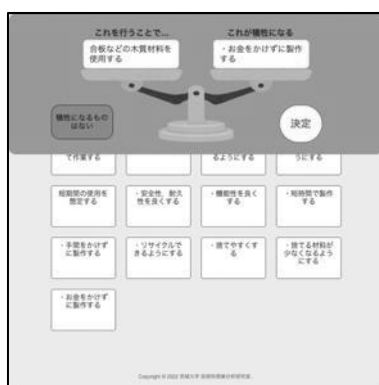 これを行うことで...
これが犠牲になる
合板などの木質材料を
使用する
・お金をかけずに製作
する
犠牲になるもの
はない
決定
て作業する
るようにする
うにする
短期間の使用を
想定する
・安全性，耐久
性を良くする
・機能性を良く
する
・短時間で製作
する
・手間をかけず
に製作する
・リサイクルで
きるようにする
・捨てやすくす
る
・捨てる材料が
少なくなるよう
にする
・お金をかけず
に製作する
Copyright © 2022 茨城大学